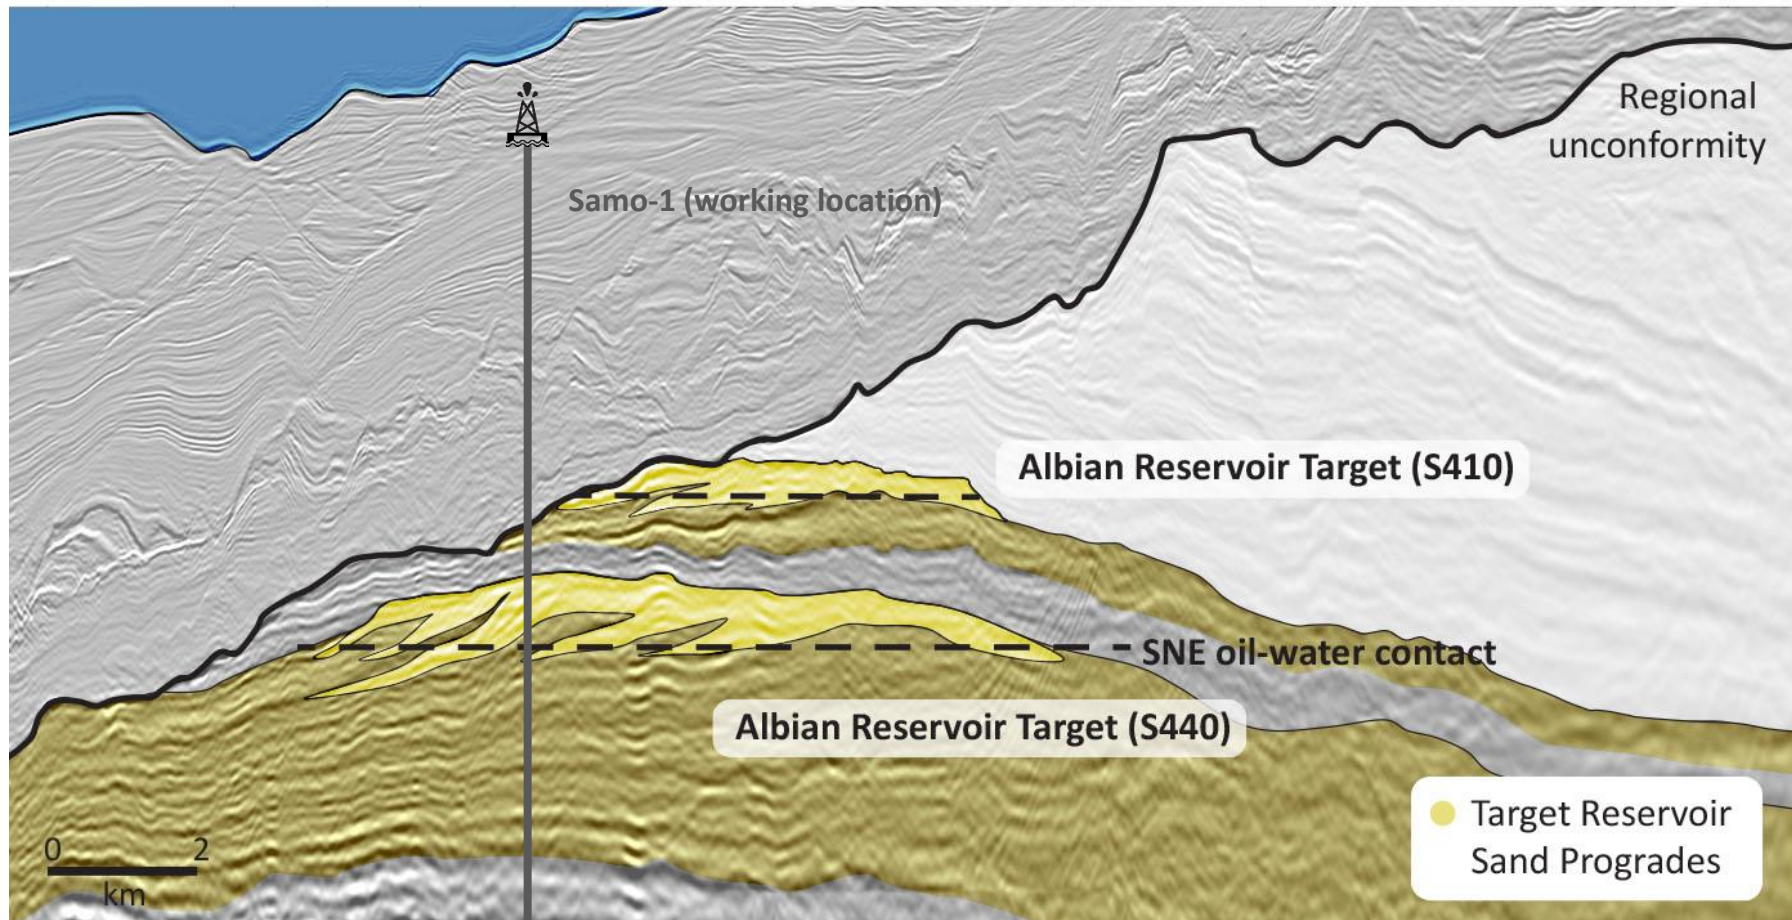 Regional
unconformity
Samo-1 (working location)
Albian Reservoir Target (S410)
SNE oil-water contact
Albian Reservoir Target (S440)
Target Reservoir
Sand Progrades
0 2
km